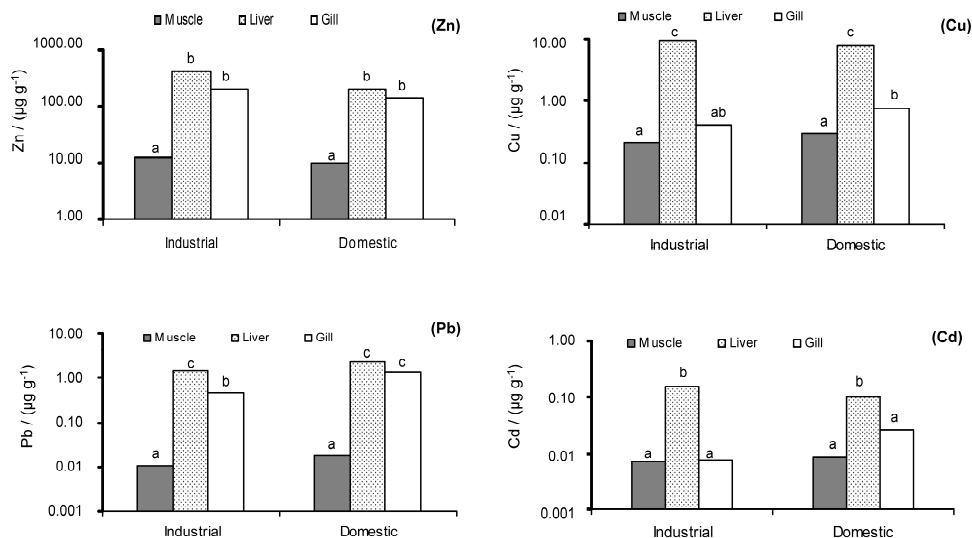 Muscle Liver Gill (Zn)
1000.00
100.00
10.00
1.00
Zn / (µg g⁻¹)
a b b a b b
Industrial Domestic
Muscle Liver Gill (Cu)
10.00
1.00
0.10
0.01
Cu / (µg g⁻¹)
a c ab a c b
Industrial Domestic
Muscle Liver Gill (Pb)
10.00
1.00
0.10
0.01
0.001
Pb / (µg g⁻¹)
a c b a c c
Industrial Domestic
Muscle Liver Gill (Cd)
1.00
0.10
0.01
0.001
Cd / (µg g⁻¹)
a b a a b a
Industrial Domestic